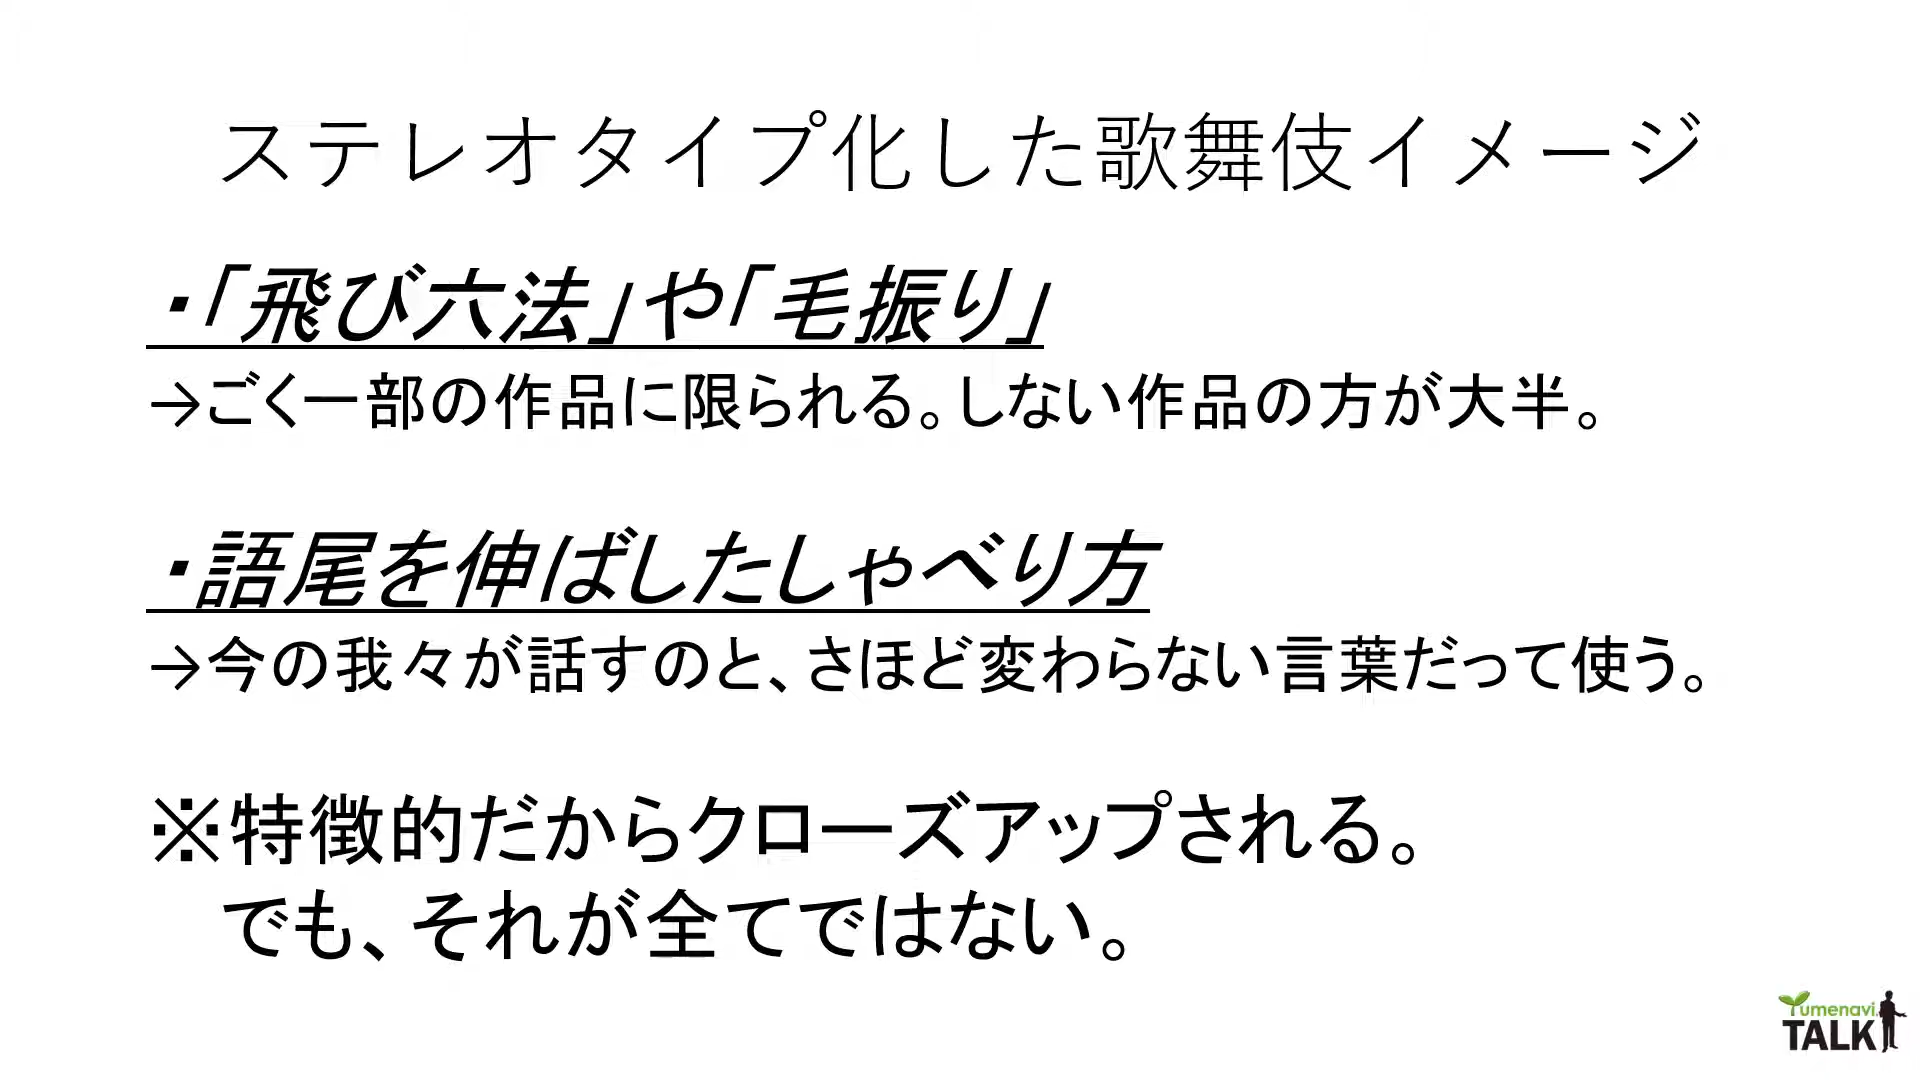 ステレオタイプ化した歌舞伎イメージ
・「飛び六法」や「毛振り」
→ごく一部の作品に限られる。しない作品の方が大半。
・語尾を伸ばしたしゃべり方
→今の我々が話すのと、さほど変わらない言葉だって使う。
※特徴的だからクローズアップされる。
でも、それが全てではない。
Yumenavi
TALK